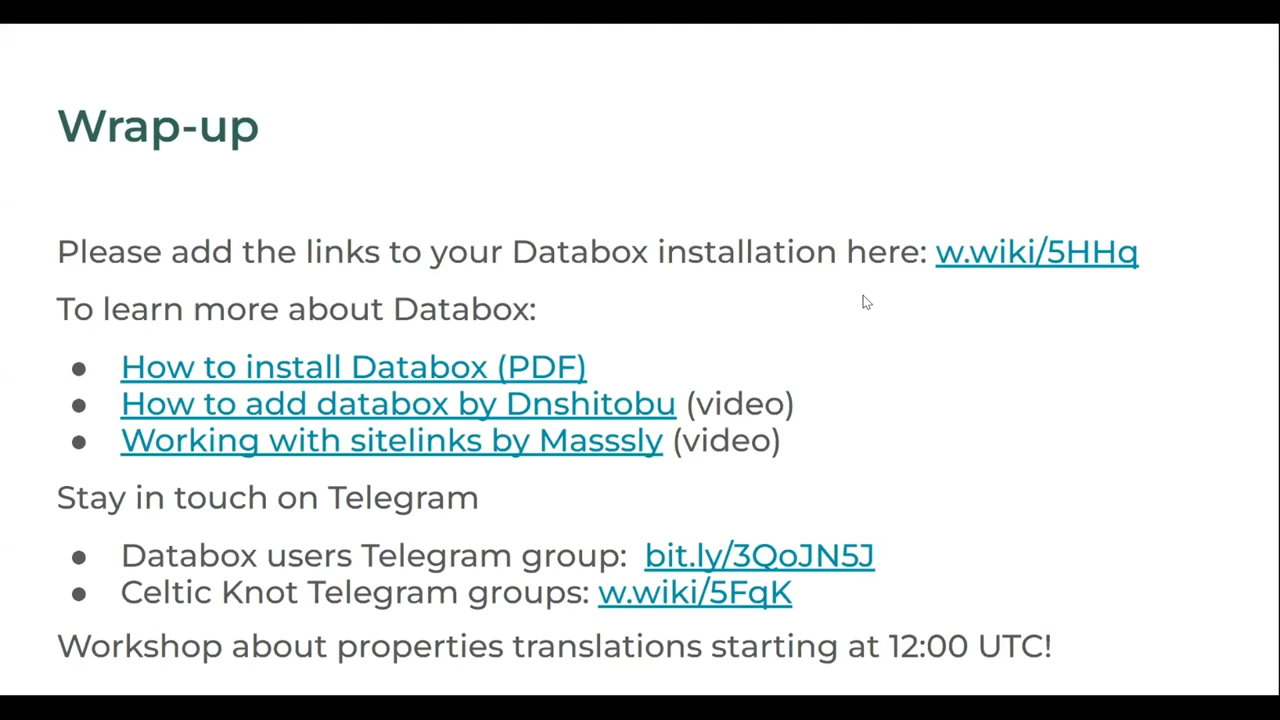 Wrap-up
Please add the links to your Databox installation here: w.wiki/5HHq
To learn more about Databox:
● How to install Databox (PDF)
● How to add databox by Dnshitobu (video)
● Working with sitelinks by Masssly (video)
Stay in touch on Telegram
● Databox users Telegram group: bit.ly/3QoJN5J
● Celtic Knot Telegram groups: w.wiki/5FqK
Workshop about properties translations starting at 12:00 UTC!